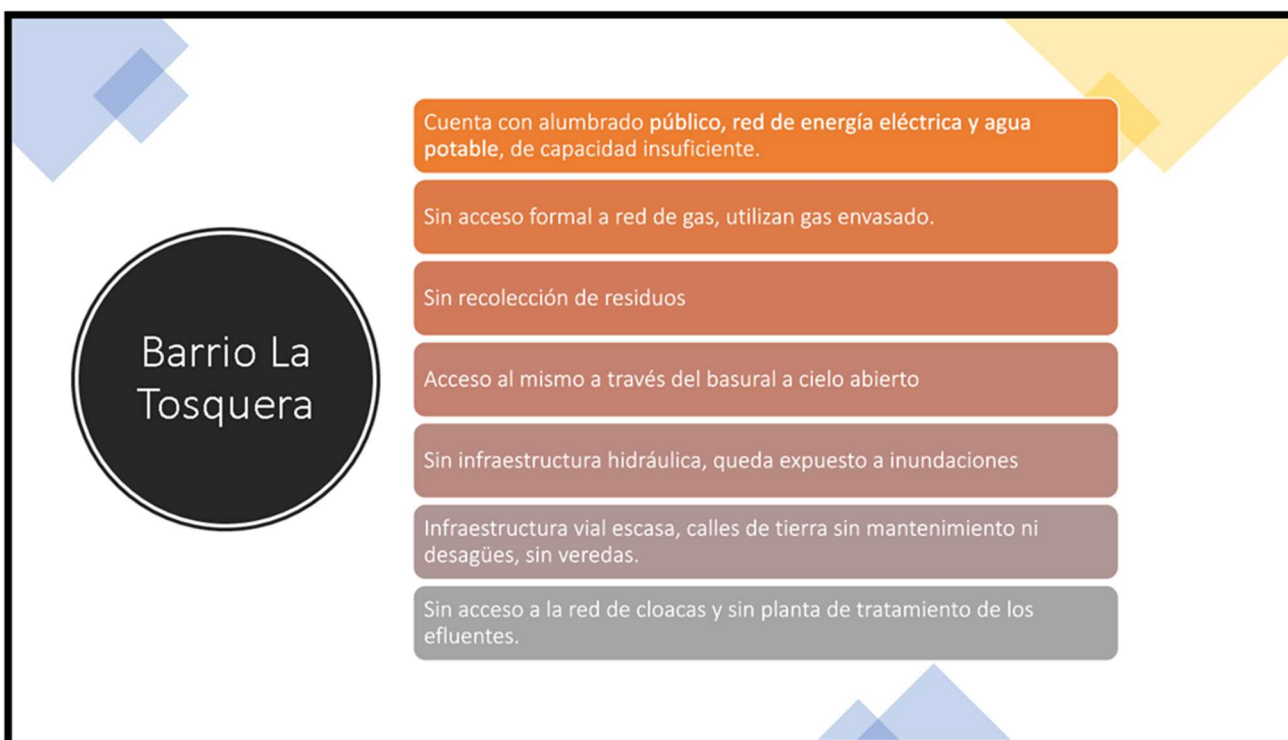 Cuenta con alumbrado público, red de energía eléctrica y agua
potable, de capacidad insuficiente.
Sin acceso formal a red de gas, utilizan gas envasado.
Sin recolección de residuos
Barrio La
Tosquera
Acceso al mismo a través del basural a cielo abierto
Sin infraestructura hidráulica, queda expuesto a inundaciones
Infraestructura vial escasa, calles de tierra sin mantenimiento ni
desagües, sin veredas.
Sin acceso a la red de cloacas y sin planta de tratamiento de los
efluentes.